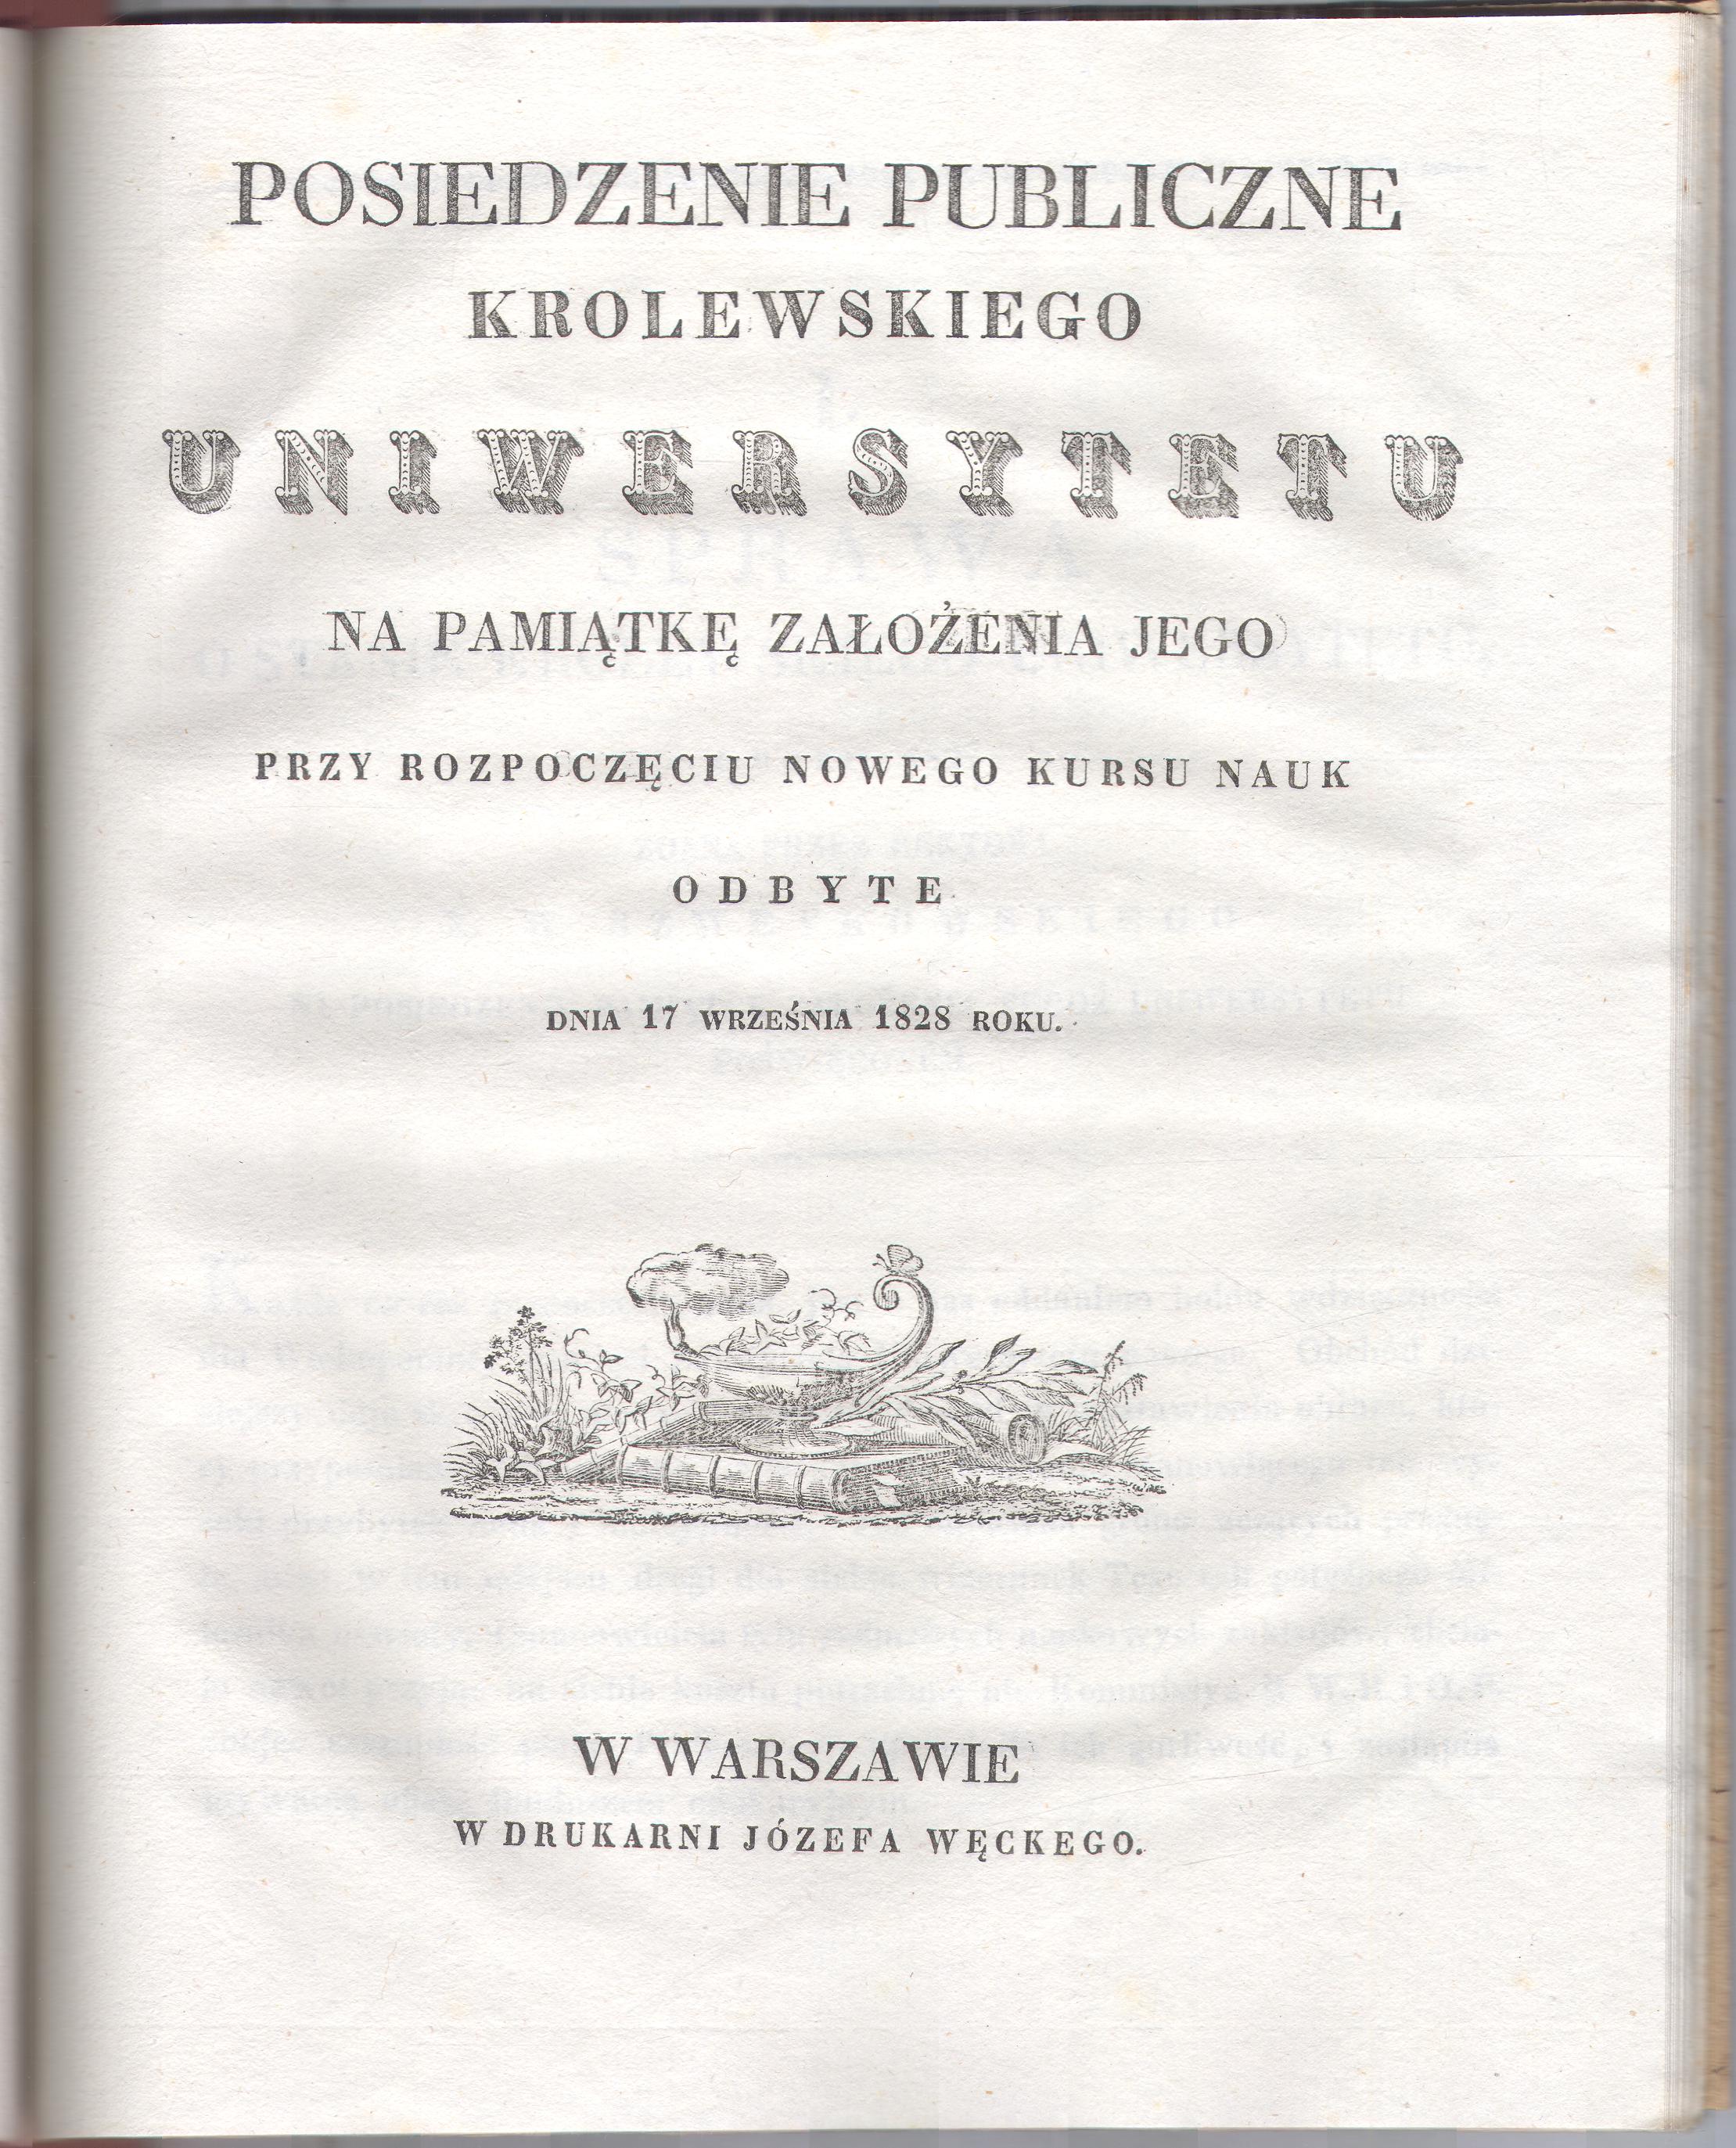 POSIEDZENIE PUBLICZNE
KROLEWSKIEGO
UNIWERSYTETU
NA PAMIĄTKĘ ZAŁOŻENIA JEGO
PRZY ROZPOCZĘCIU NOWEGO KURSU NAUK
ODBYTE
DNIA 17 WRZEŚNIA 1828 ROKU.
W WARSZAWIE
W DRUKARNI JÓZEFA WĘCKEGO.